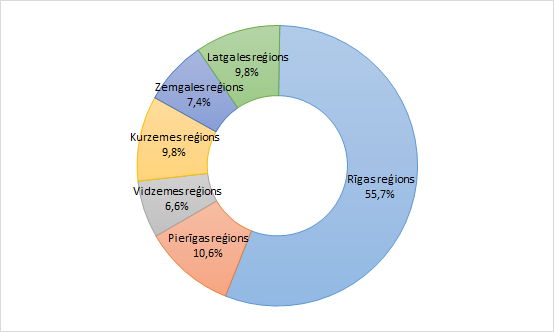 Latgales reģions
9,8%
Zemgales reģions
7,4%
Kurzemes reģions
9,8%
Rīgas reģions
55,7%
Vidzemes reģions
6,6%
Pierīgas reģions
10,6%